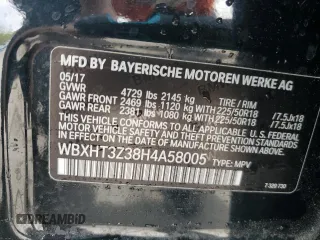 MFD BY BAYERISCHE MOTOREN WERKE AG
05/17
GVWR 4729 lbs 2145 kg TIRE / RIM
GAWR FRONT 2469 lbs 1120 kg WITH 225/50R18 /7.5Jx18
GAWR REAR 2381 lbs 1080 kg WITH 225/50R18 /7.5Jx18
THIS VEHICLE CONFORMS TO ALL APPLICABLE FEDERAL MOTOR VEHICLE SAFETY, BUMPER, AND THEFT PREVENTION STANDARDS IN EFFECT ON THE DATE OF MANUFACTURE SHOWN ABOVE.
WBXHT3Z38H4A58005 TYPE: MPV
DREAMBID